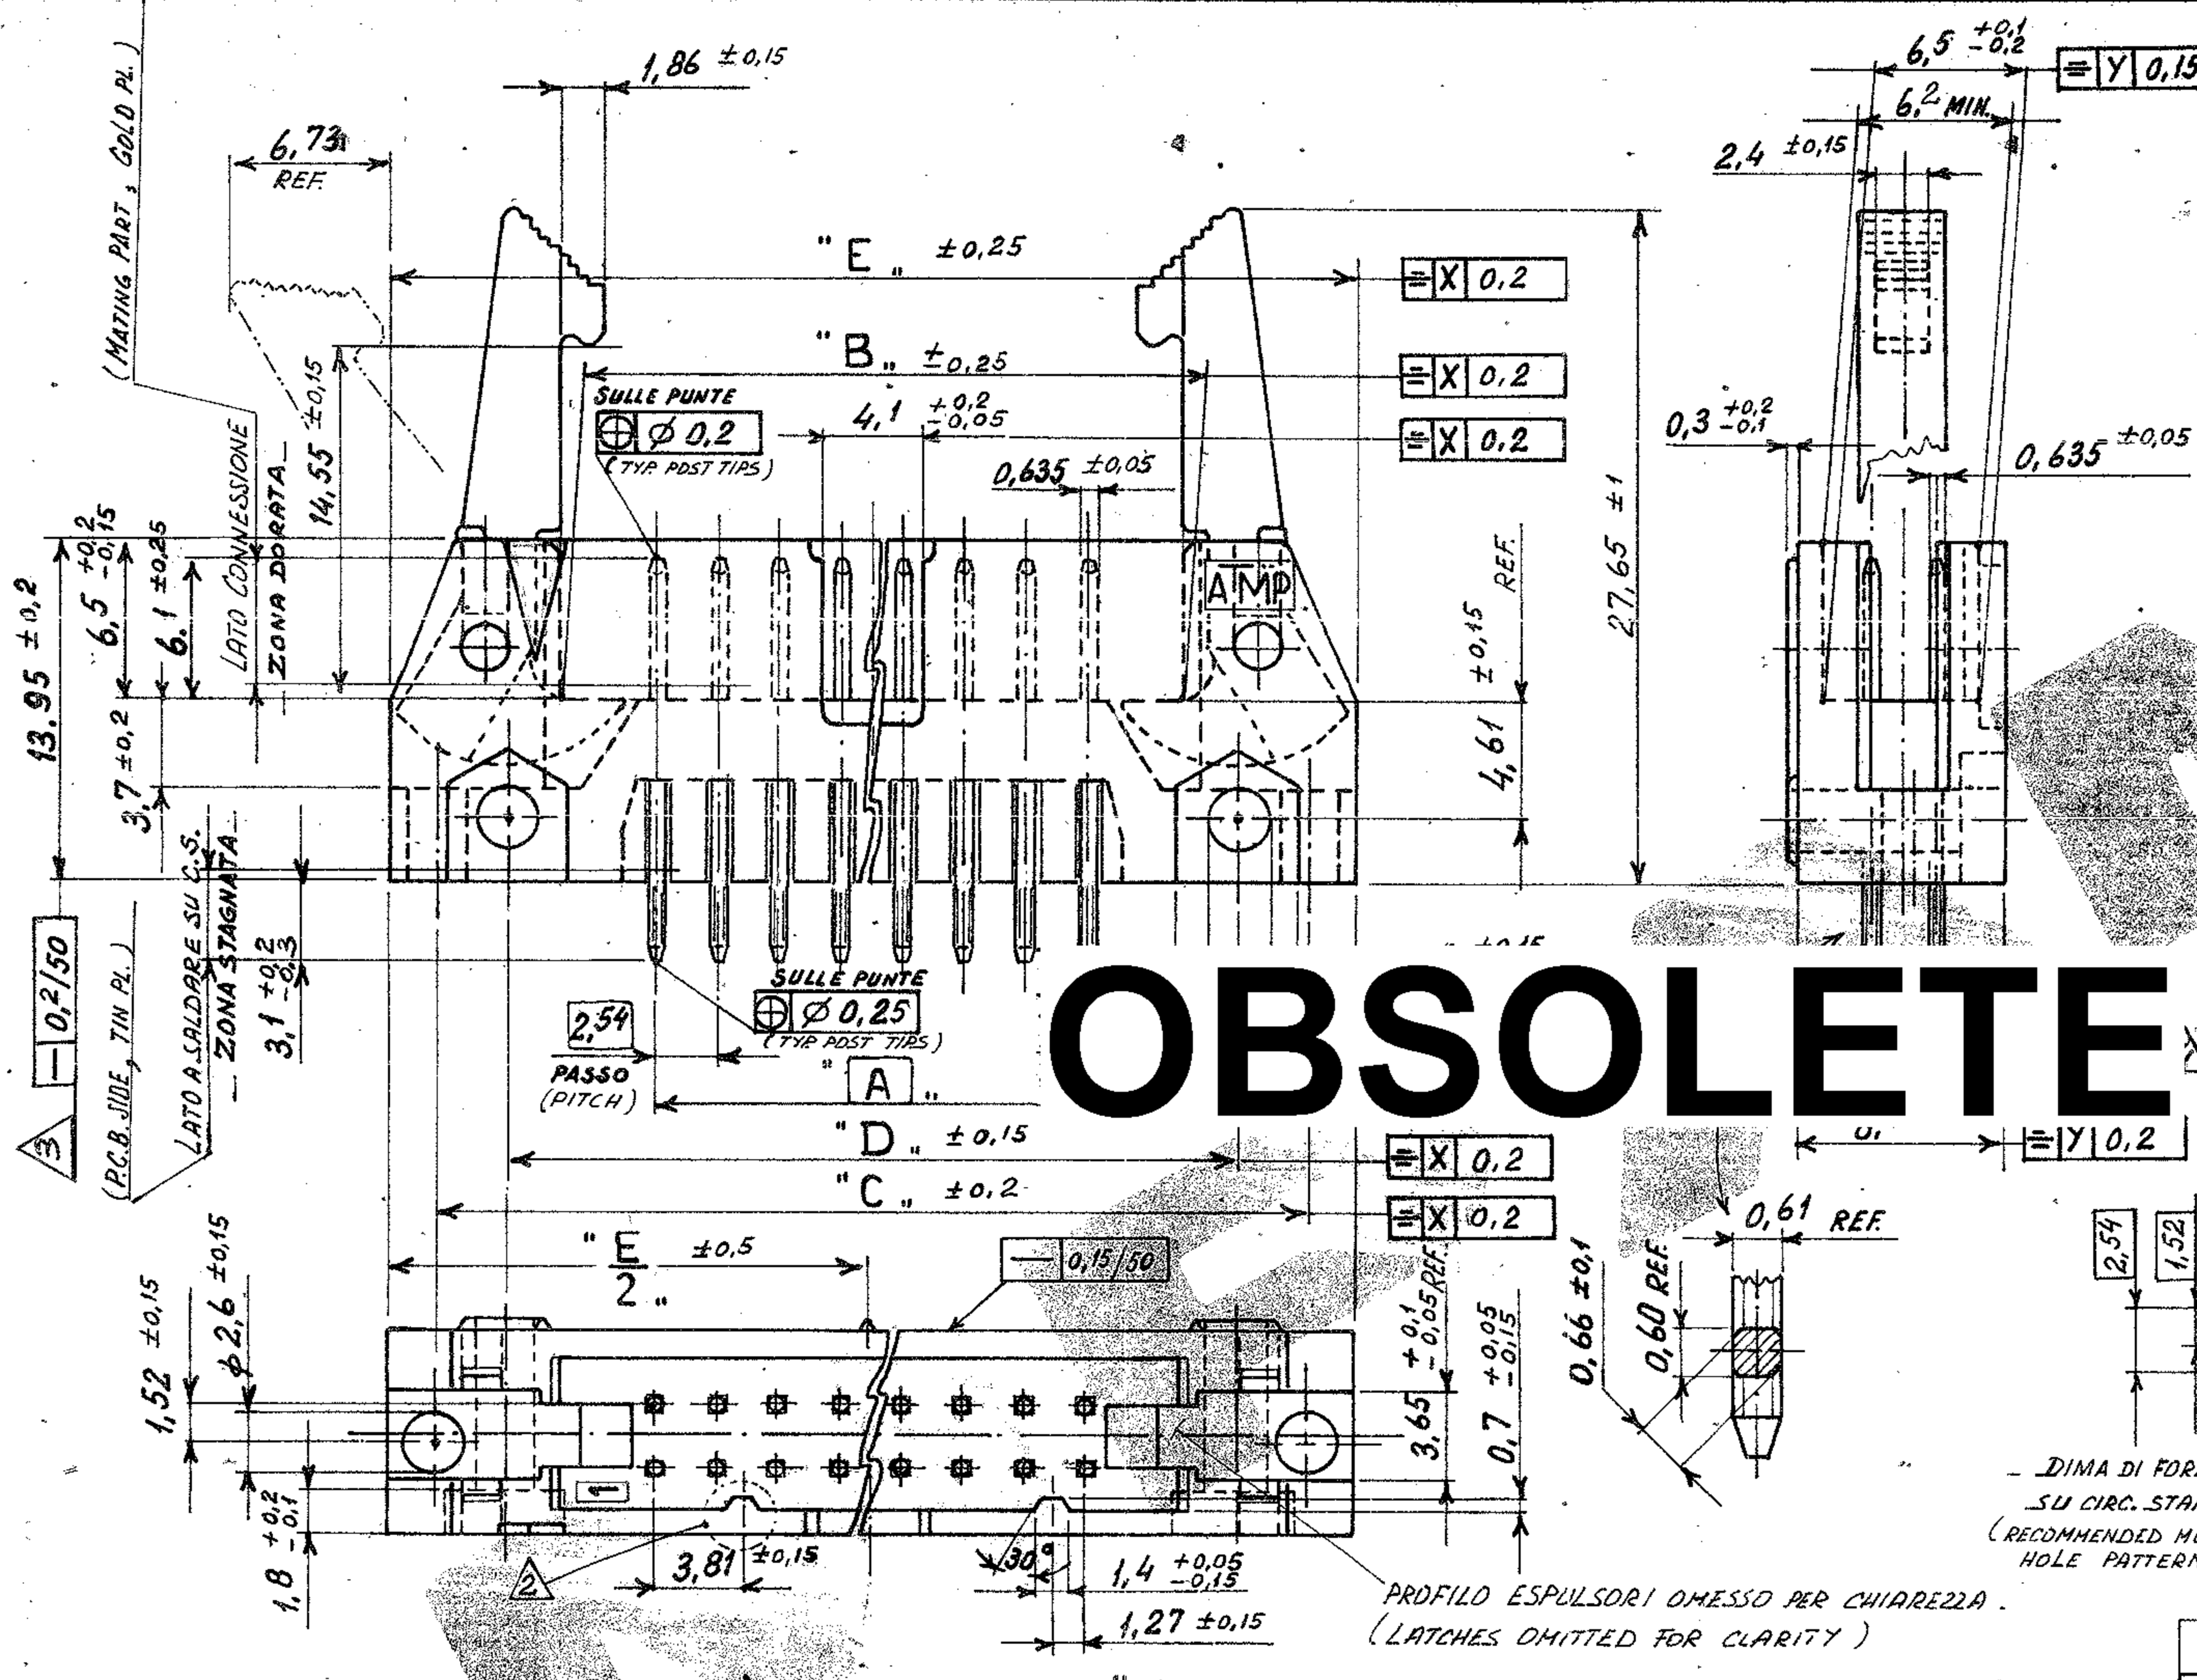 1,86 ±0,15
6,5 +0,1 -0,2
Y 0,15
6,2 MIN.
2,4 ±0,15
6,73
REF.
(MATING PART, GOLD PL.)
"E" ±0,25
X 0,2
"B" ±0,25
X 0,2
SULLE PUNTE
Ø 0,2
(TYP. POST TIPS)
4,1 +0,2 -0,05
X 0,2
0,3 +0,2 -0,1
0,635 ±0,05
0,635 ±0,05
14,55 ±0,15
LATO CONNESSIONE
ZONA DORATA
6,5 +0,2 -0,15
6.1 ±0,25
13.95 ±0,2
3,7 ±0,2
AMP
27,65 ±1
4,61 ±0,15 REF.
LATO A SALDARE SU C.S.
ZONA STAGNATA
(P.C.B. SIDE, TIN PL.)
3,1 +0,2 -0,3
0,2/50
3
SULLE PUNTE
Ø 0,25
(TYP. POST TIPS)
2,54
PASSO
(PITCH)
"A"
OBSOLETE
"D" ±0,15
X 0,2
Y 0,2
"C" ±0,2
X 0,2
"E/2" ±0,5
0,15/50
0,61 REF.
0,66 ±0,1
0,60 REF.
2,54
1,52
1,52 ±0,15
ϕ2,6 ±0,15
1,8 +0,2 -0,1
3,65 +0,1 -0,05 REF.
0,7 +0,05 -0,15
1
2
3,81 ±0,15
30°
1,4 +0,05 -0,15
1,27 ±0,15
DIMA DI
SU CIRC.
(RECOMMENDED
HOLE
PROFILO ESPULSORI OMESSO PER CHIAREZZA.
(LATCHES OMITTED FOR CLARITY)